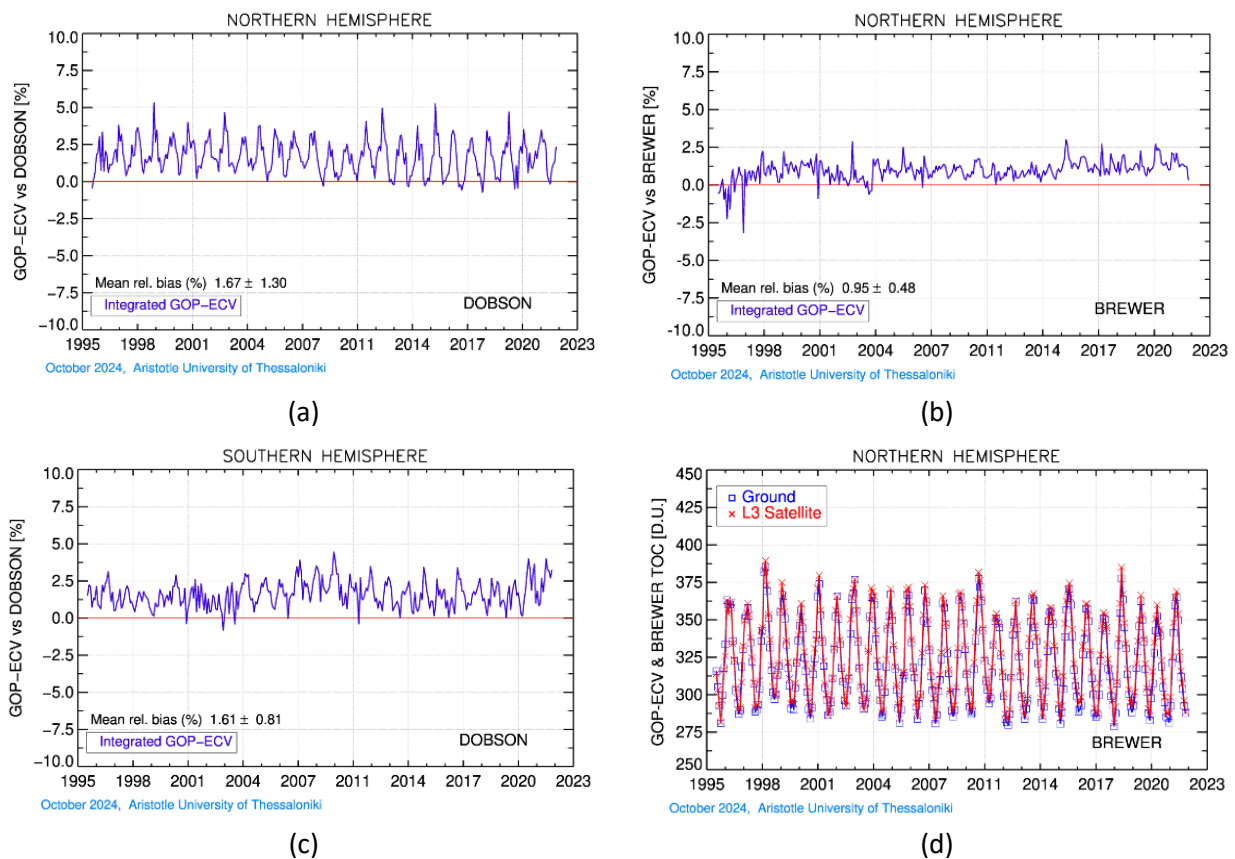 NORTHERN HEMISPHERE
10.0
7.5
5.0
2.5
0.0
−2.5
−5.0
−7.5
−10.0
GOP−ECV vs DOBSON [%]
Mean rel. bias (%) 1.67 ± 1.30
Integrated GOP−ECV
DOBSON
1995 1998 2001 2004 2007 2011 2014 2017 2020 2023
October 2024, Aristotle University of Thessaloniki
(a)
NORTHERN HEMISPHERE
10.0
7.5
5.0
2.5
0.0
-2.5
-5.0
-7.5
-10.0
GOP-ECV vs BREWER [%]
Mean rel. bias (%) 0.95 ± 0.48
Integrated GOP−ECV
BREWER
1995 1998 2001 2004 2007 2011 2014 2017 2020 2023
October 2024, Aristotle University of Thessaloniki
(b)
SOUTHERN HEMISPHERE
10.0
7.5
5.0
2.5
0.0
−2.5
−5.0
−7.5
−10.0
GOP−ECV vs DOBSON [%]
Mean rel. bias (%) 1.61 ± 0.81
Integrated GOP−ECV
DOBSON
1995 1998 2001 2004 2007 2011 2014 2017 2020 2023
October 2024, Aristotle University of Thessaloniki
(c)
NORTHERN HEMISPHERE
450
425
400
375
350
325
300
275
250
GOP−ECV & BREWER TOC [D.U.]
Ground
L3 Satellite
BREWER
1995 1998 2001 2004 2007 2011 2014 2017 2020 2023
October 2024, Aristotle University of Thessaloniki
(d)